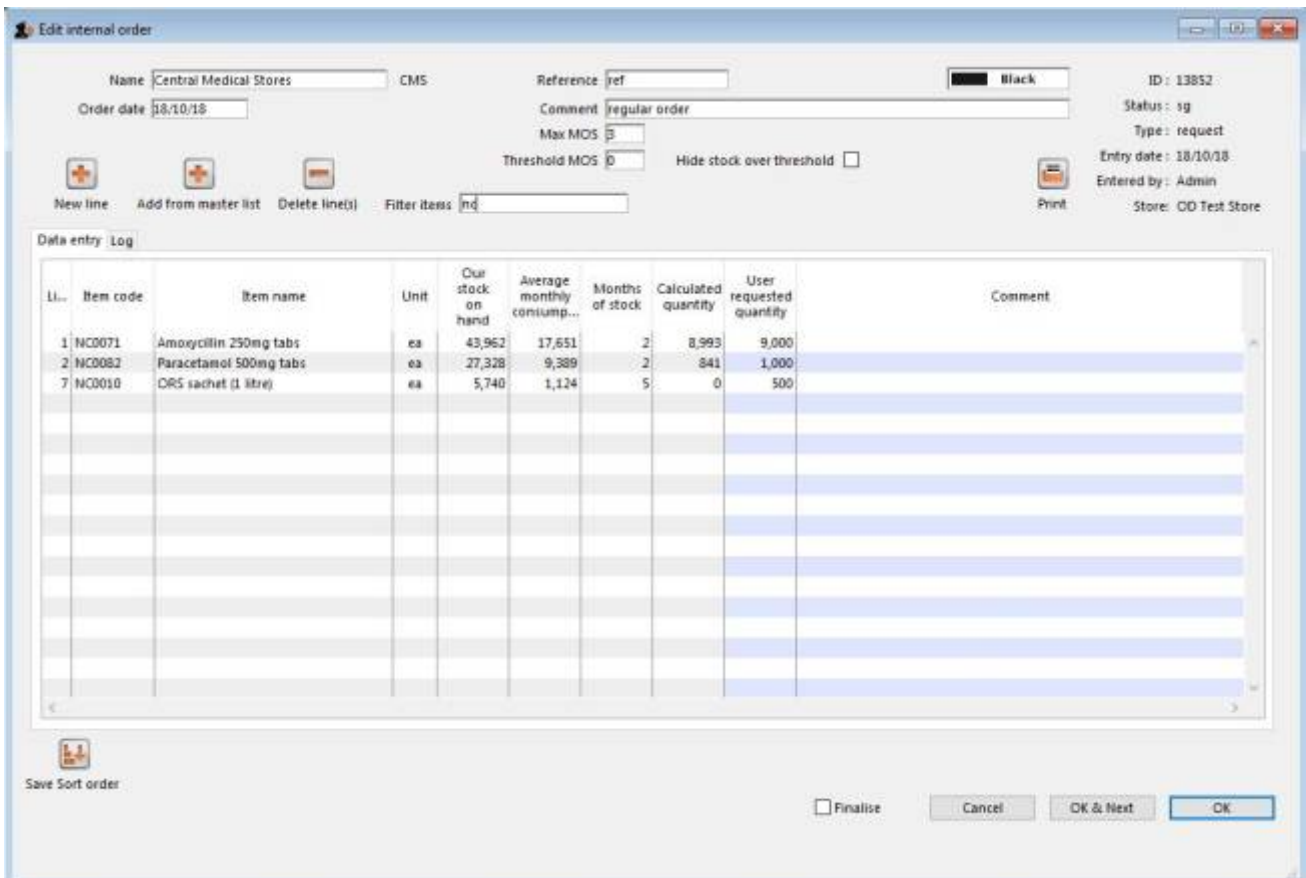 Edit internal order
Name Central Medical Stores CMS Reference ref Black ID: 13852
Order date 18/10/18 Comment regular order Status: sg
Max MOS 3 Type: request
Threshold MOS 0 Hide stock over threshold Entry date: 18/10/18
Entered by: Admin
New line Add from master list Delete line(s) Filter items nc Print Store: OD Test Store
Data entry Log
Li... Item code Item name Unit Our stock on hand Average monthly consump... Months of stock Calculated quantity User requested quantity Comment
1 NC0071 Amoxycillin 250mg tabs ea 43,962 17,651 2 8,993 9,000
2 NC0082 Paracetamol 500mg tabs ea 27,328 9,389 2 841 1,000
7 NC0010 ORS sachet (1 litre) ea 5,740 1,124 5 0 500
Save Sort order
Finalise Cancel OK & Next OK